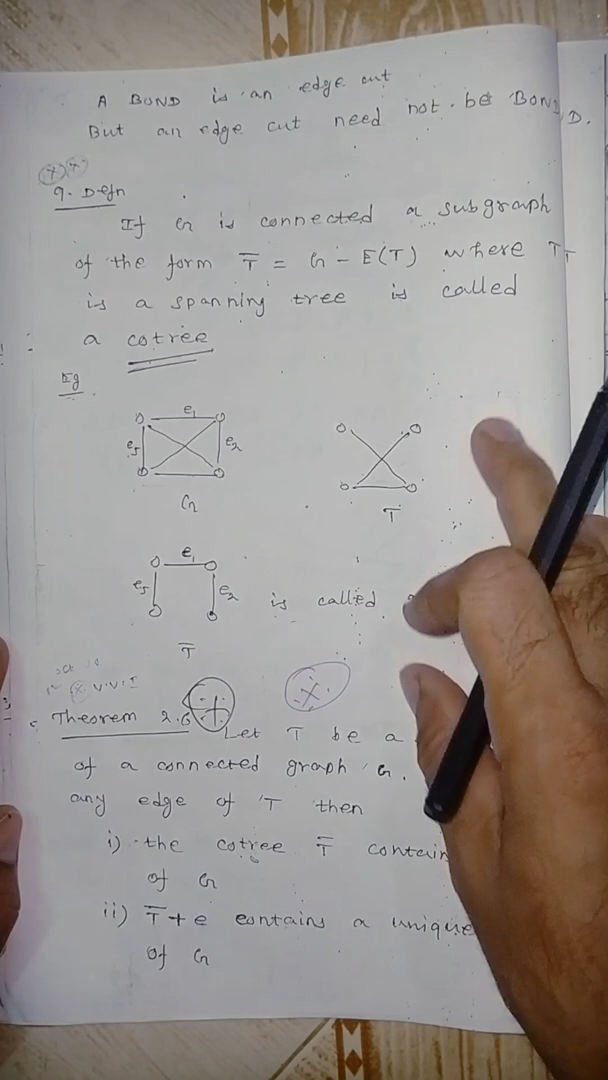 A BOND is an edge cut
But an edge cut need not be BOND.
9. Defn
If G is connected a subgraph
of the form T̅ = G - E(T) where T
is a spanning tree is called
a cotree
Eg
e1
e5
e2
G
T
e1
e5
e2
is called
T̅
V.V.I
Theorem 2.6
Let T be a
of a connected graph G.
any edge of T then
i) the cotree T̅ contain
of G
ii) T̅+e contains a unique
of G